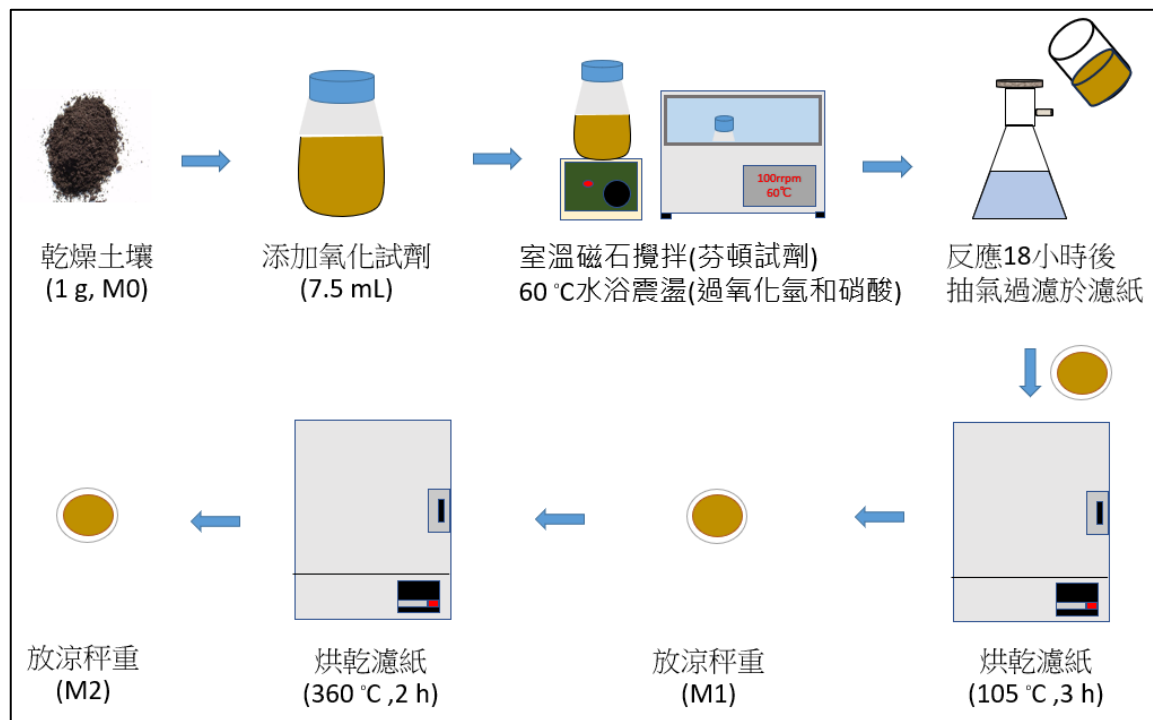 100rrpm
60℃
乾燥土壤
(1 g, M0)
添加氧化試劑
(7.5 mL)
室溫磁石攪拌(芬頓試劑)
60 ℃水浴震盪(過氧化氫和硝酸)
反應18小時後
抽氣過濾於濾紙
放涼秤重
(M2)
烘乾濾紙
(360 ℃ ,2 h)
放涼秤重
(M1)
烘乾濾紙
(105 ℃ ,3 h)